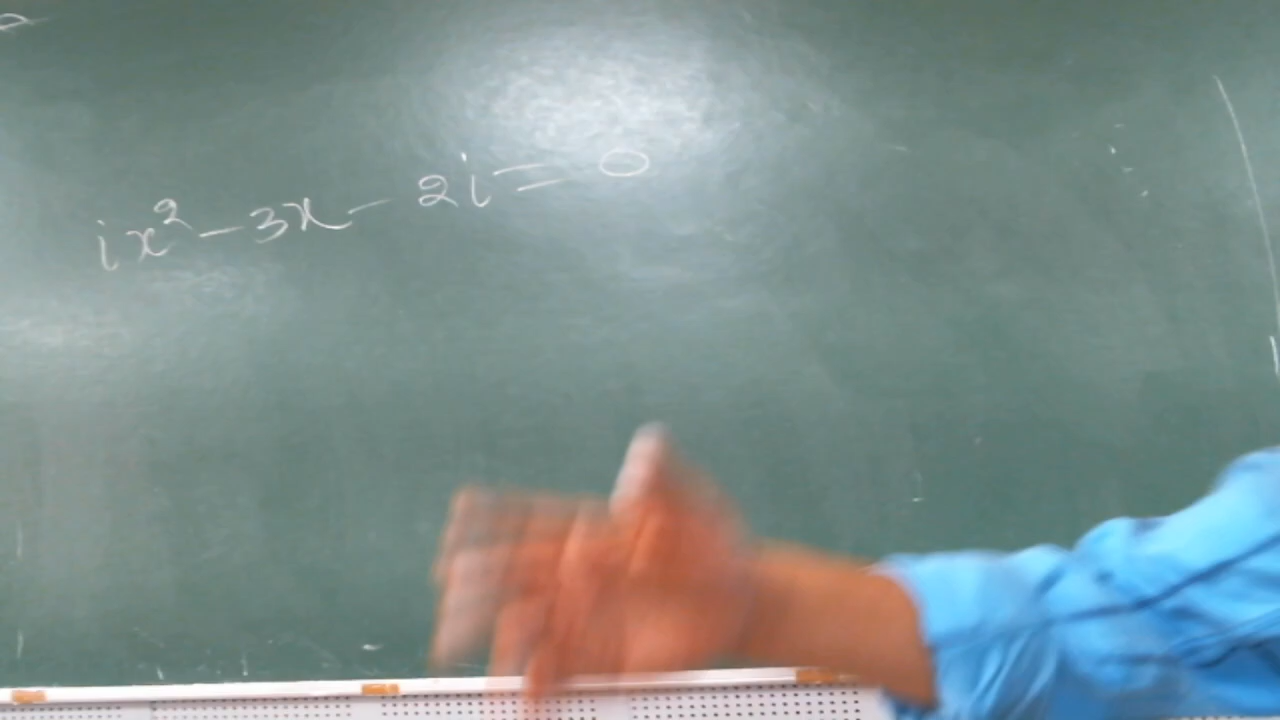 ix² - 3x - 2i = 0